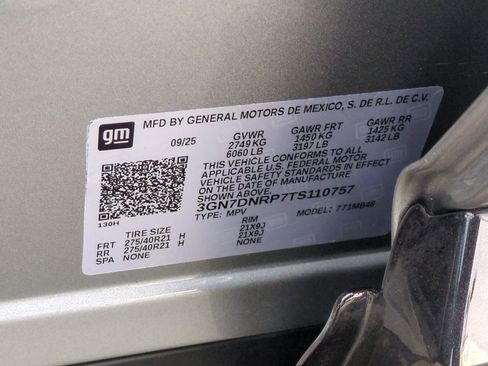 gm
MFD BY GENERAL MOTORS DE MEXICO, S. DE R.L. DE C.V.
09/25 GVWR GAWR FRT GAWR RR
2749 KG 1450 KG 1425 KG
6060 LB 3197 LB 3142 LB
THIS VEHICLE CONFORMS TO ALL APPLICABLE
U.S. FEDERAL MOTOR
VEHICLE SAFETY STANDARDS IN EFFECT ON THE
DATE OF MANUFACTURE SHOWN ABOVE.
3GN7DNRP7TS110757
TYPE: MPV MODEL: 771MB48
130H
TIRE SIZE RIM
FRT 275/40R21 H 21X9J
RR 275/40R21 H 21X9J
SPA NONE NONE